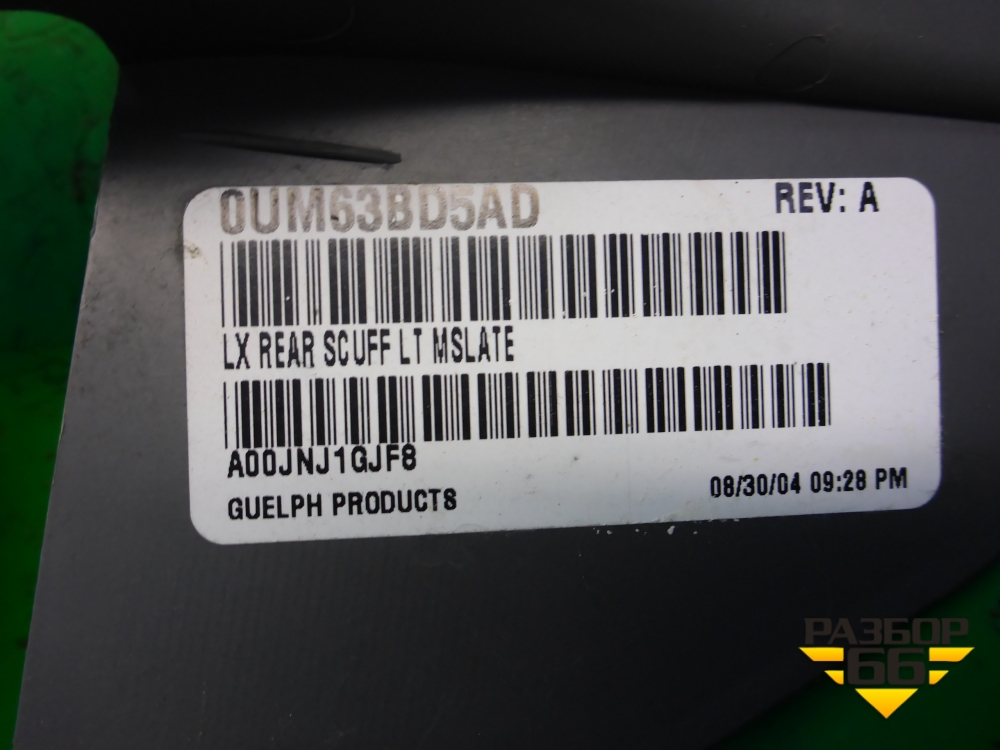 0UM63BD5AD
REV: A
LX REAR SCUFF LT MSLATE
A00JNJ1GJF8
GUELPH PRODUCTS
08/30/04 09:28 PM
РАЗБОР
66